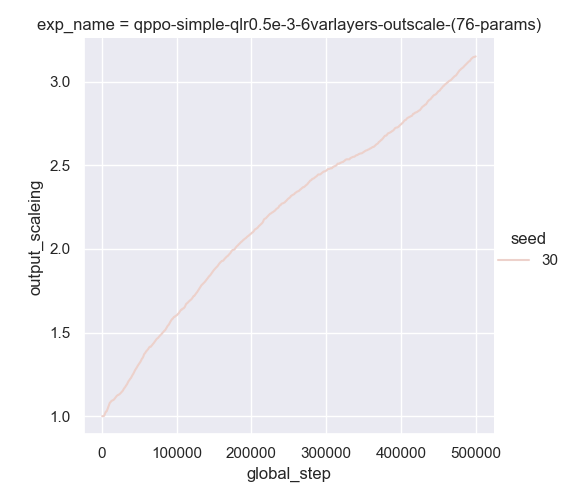 exp_name = qppo-simple-qlr0.5e-3-6varlayers-outscale-(76-params)
3.0
2.5
2.0
1.5
1.0
output_scaleing
0 100000 200000 300000 400000 500000
global_step
seed
30